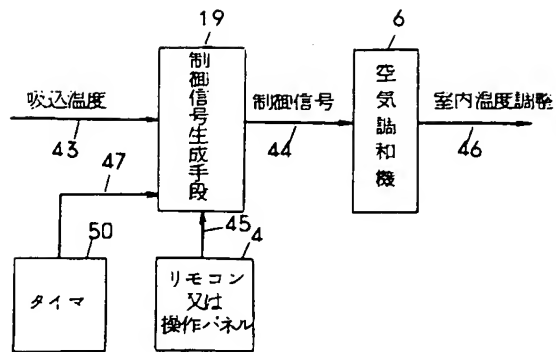 19
6
制御信号生成手段
空気調和機
吸込温度
43
制御信号
44
室内温度調整
46
47
45
4
50
タイマ
リモコン
又は
操作パネル